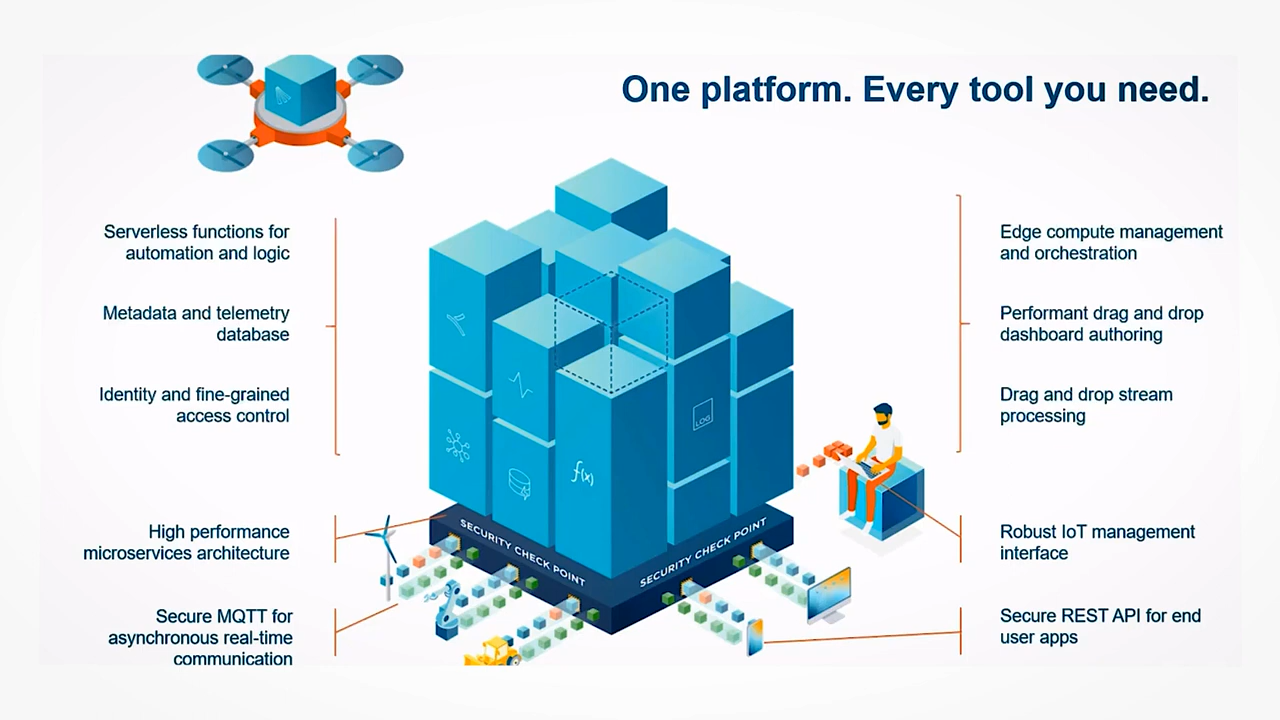 One platform. Every tool you need.
Serverless functions for
automation and logic
Metadata and telemetry
database
Identity and fine-grained
access control
High performance
microservices architecture
Secure MQTT for
asynchronous real-time
communication
LOG
f(x)
SECURITY CHECK POINT
SECURITY CHECK POINT
Edge compute management
and orchestration
Performant drag and drop
dashboard authoring
Drag and drop stream
processing
Robust IoT management
interface
Secure REST API for end
user apps